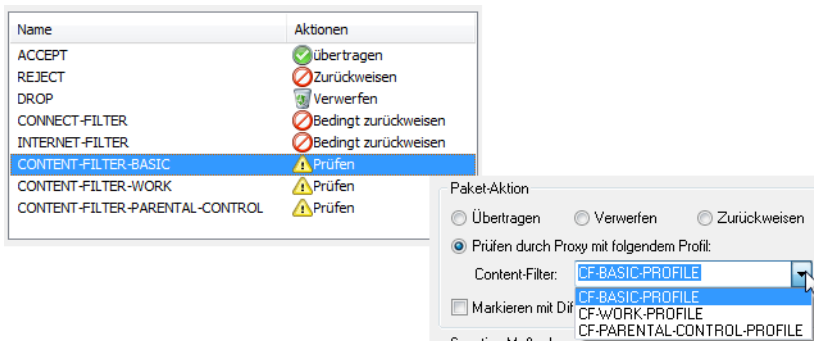 Name Aktionen
ACCEPT übertragen
REJECT Zurückweisen
DROP Verwerfen
CONNECT-FILTER Bedingt zurückweisen
INTERNET-FILTER Bedingt zurückweisen
CONTENT-FILTER-BASIC Prüfen
CONTENT-FILTER-WORK Prüfen
CONTENT-FILTER-PARENTAL-CONTROL Prüfen
Paket-Aktion
Übertragen Verwerfen Zurückweisen
Prüfen durch Proxy mit folgendem Profil:
Content-Filter: CF-BASIC-PROFILE
CF-BASIC-PROFILE
Markieren mit Dif CF-WORK-PROFILE
CF-PARENTAL-CONTROL-PROFILE